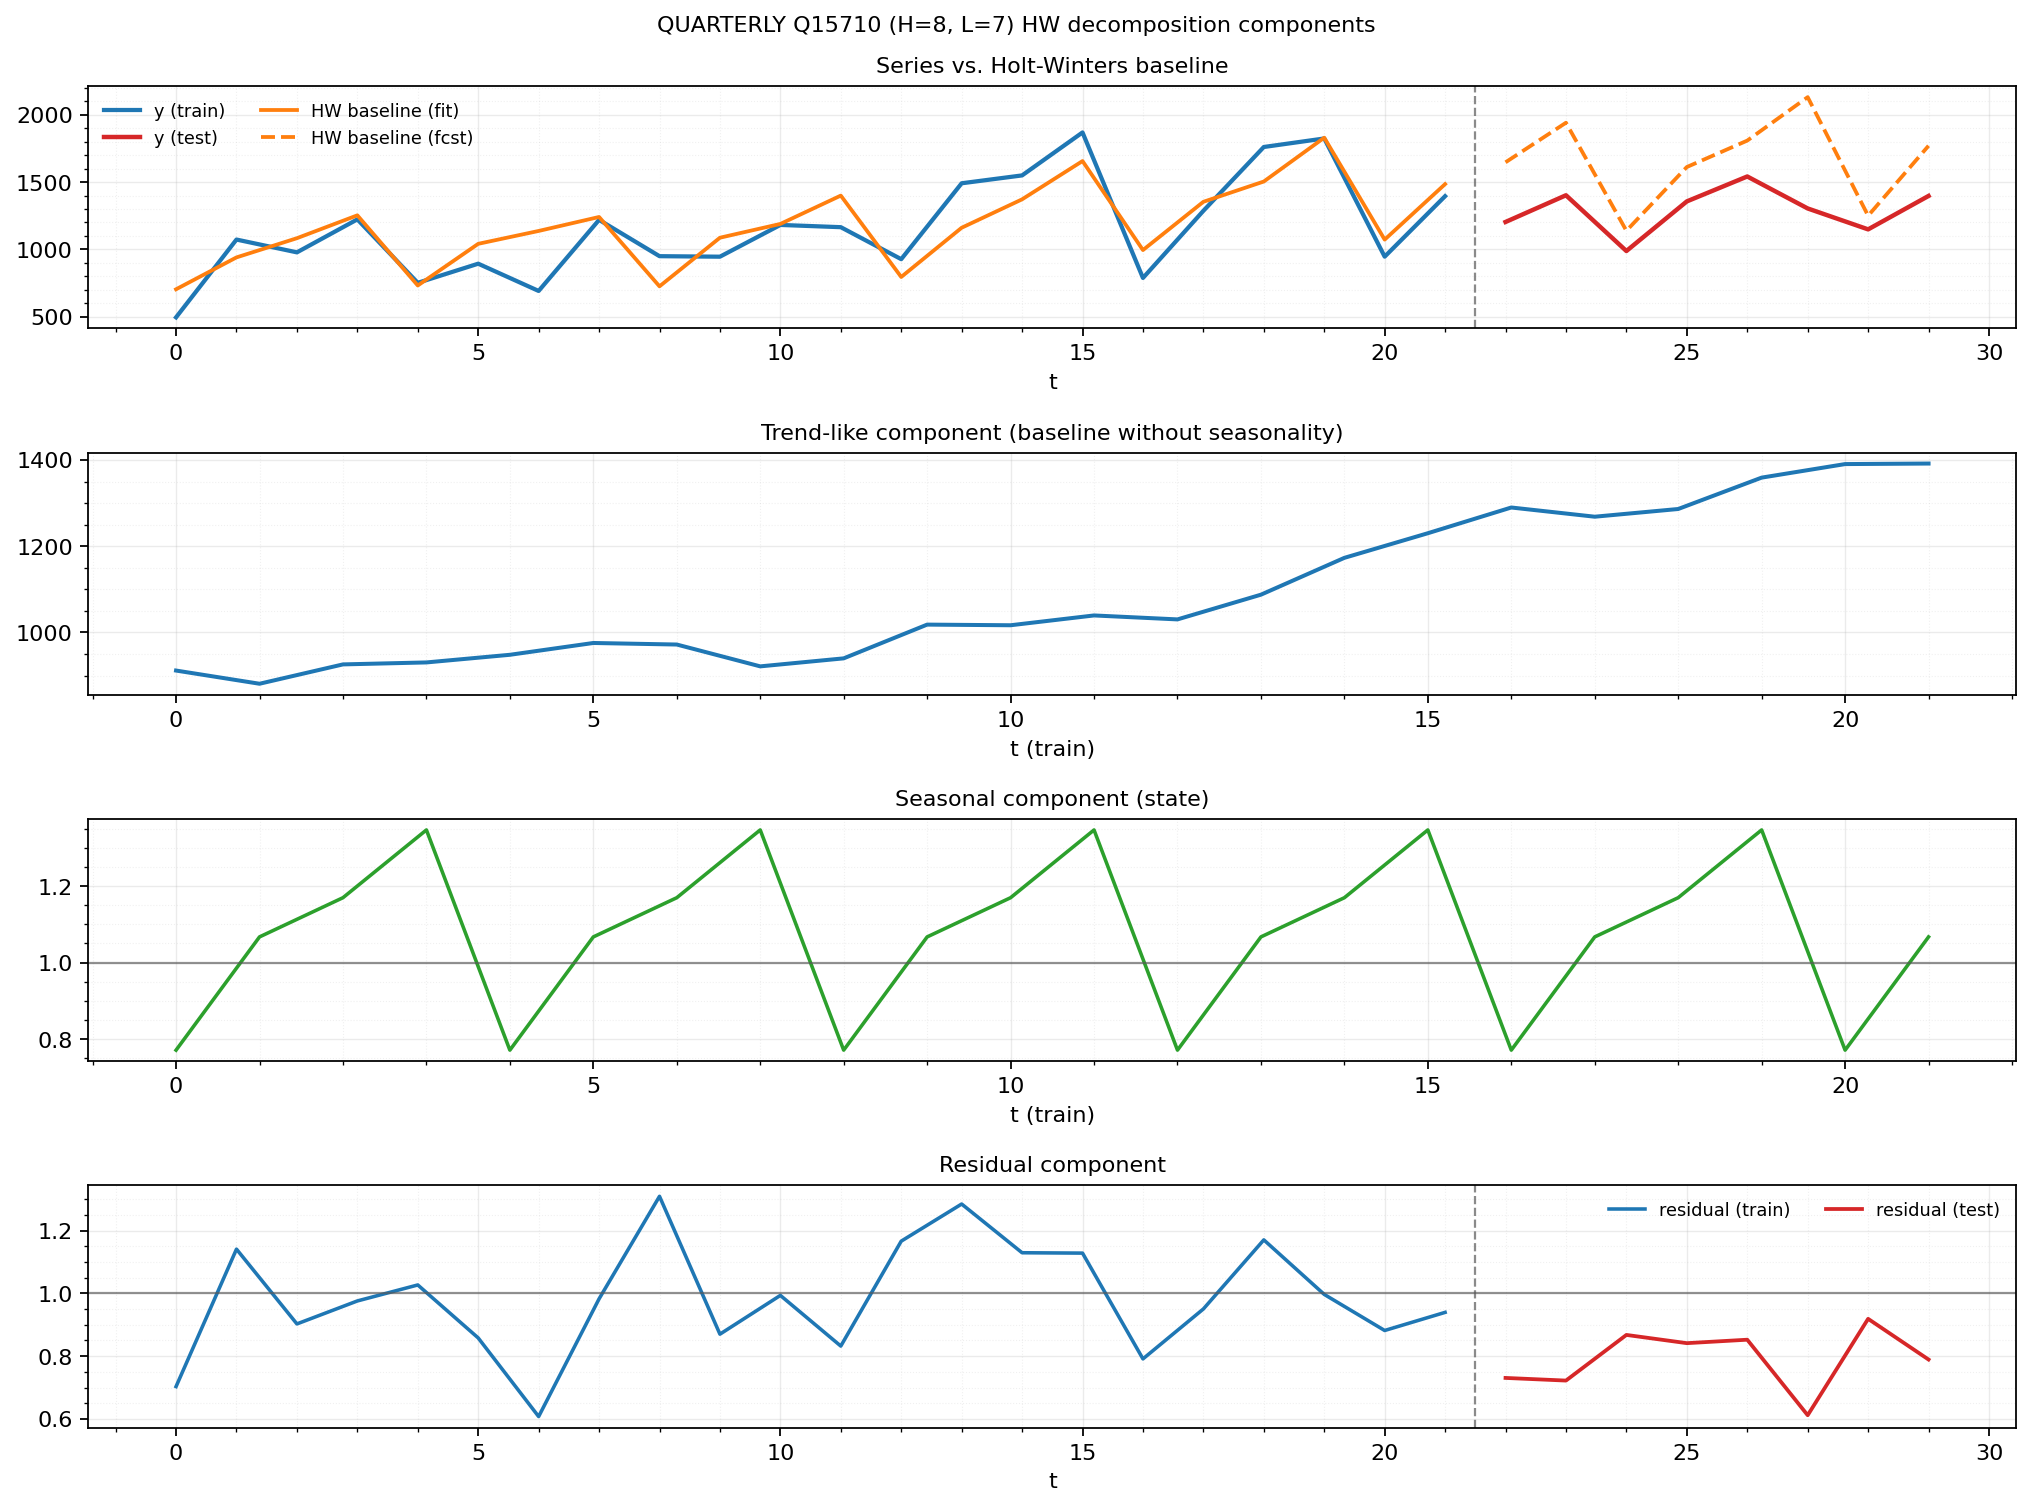 QUARTERLY Q15710 (H=8, L=7) HW decomposition components
Series vs. Holt-Winters baseline
y (train) HW baseline (fit)
y (test) HW baseline (fcst)
2000
1500
1000
500
0 5 10 15 20 25 30
t
Trend-like component (baseline without seasonality)
1400
1200
1000
0 5 10 15 20
t (train)
Seasonal component (state)
1.2
1.0
0.8
0 5 10 15 20
t (train)
Residual component
residual (train) residual (test)
1.2
1.0
0.8
0.6
0 5 10 15 20 25 30
t